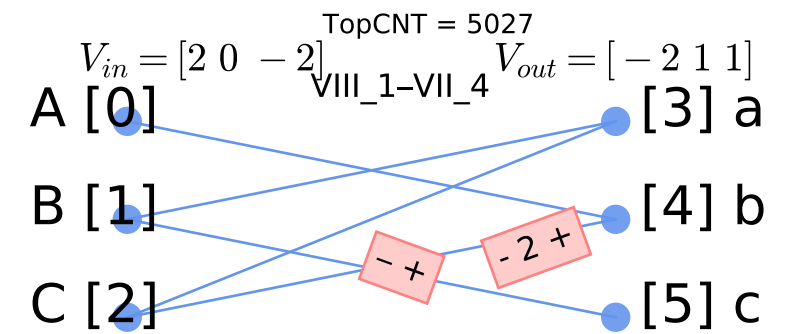 TopCNT = 5027
V_in = [2 0 − 2] V_out = [− 2 1 1]
VIII_1–VII_4
A [0] [3] a
B [1] [4] b
- 2 +
− +
C [2] [5] c